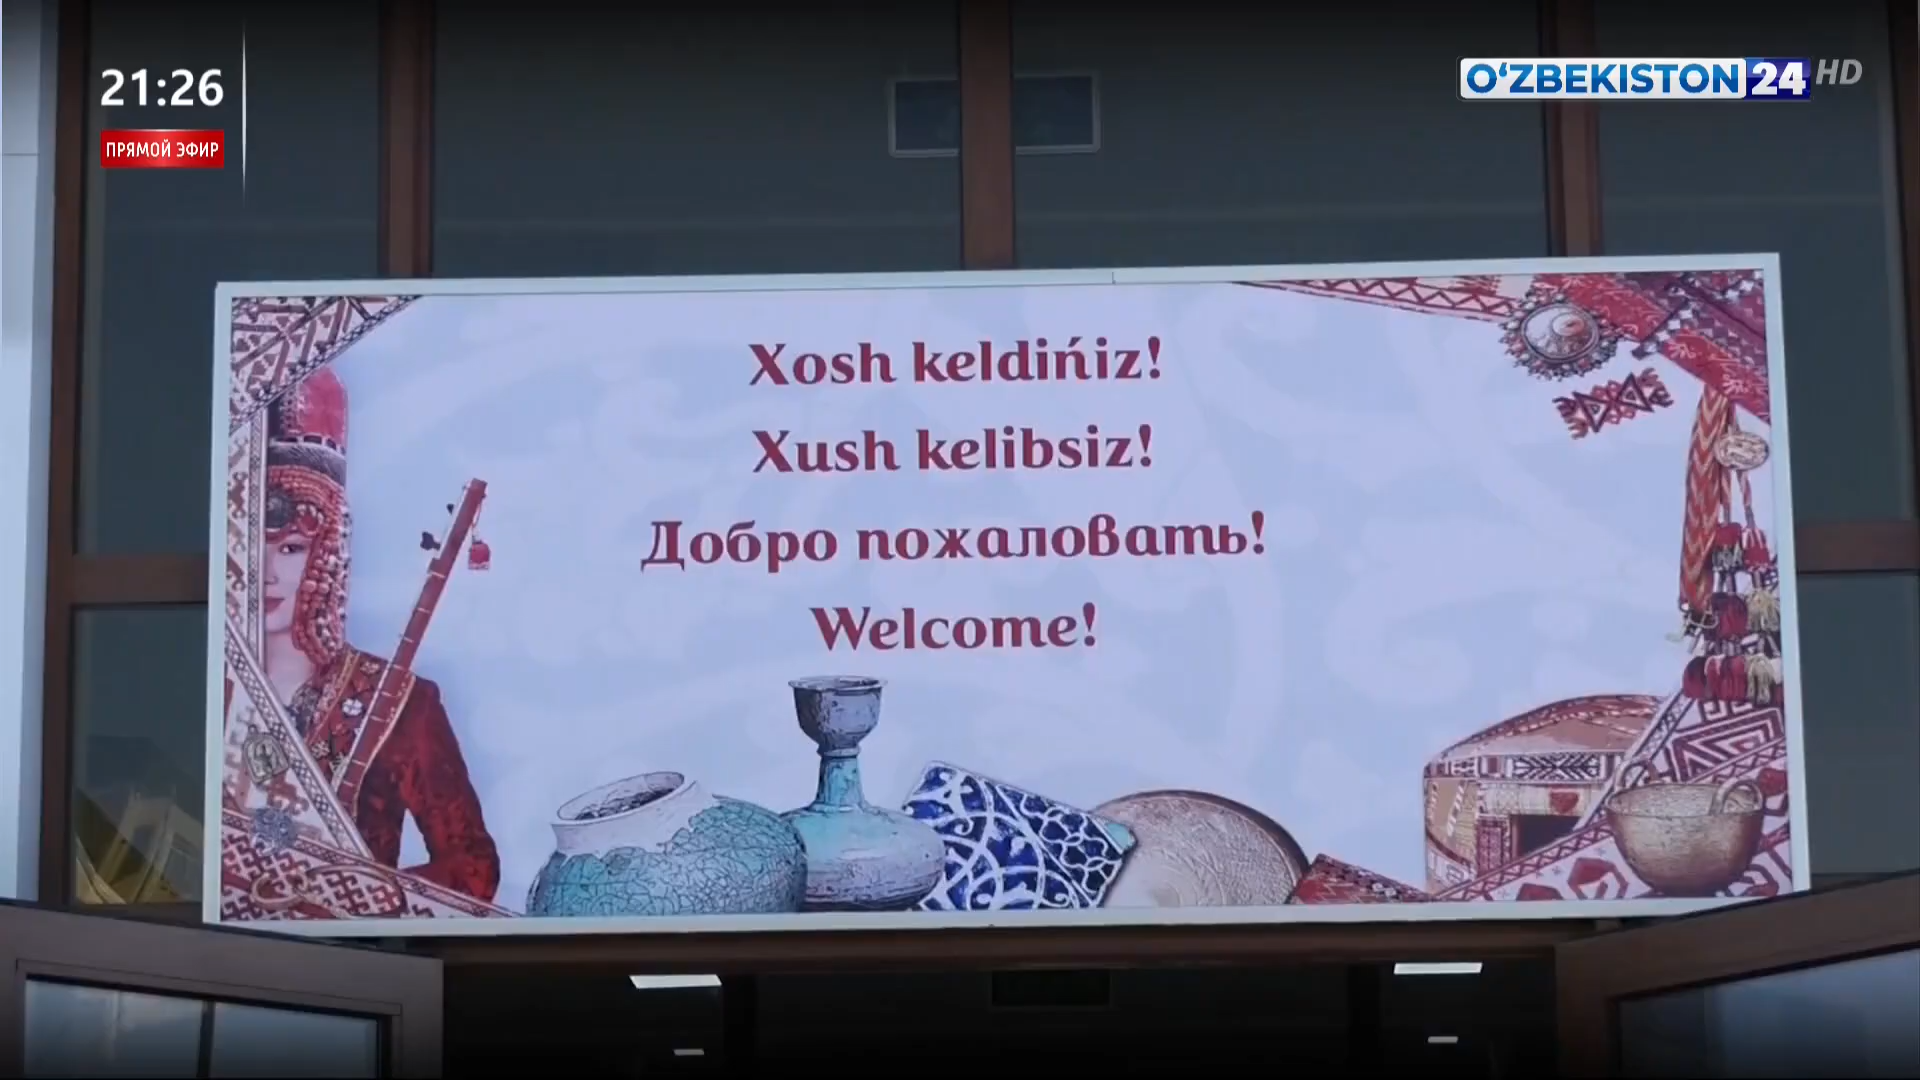 21:26
ПРЯМОЙ ЭФИР
O‘ZBEKISTON 24 HD
Xosh keldińiz!
Xush kelibsiz!
Добро пожаловать!
Welcome!